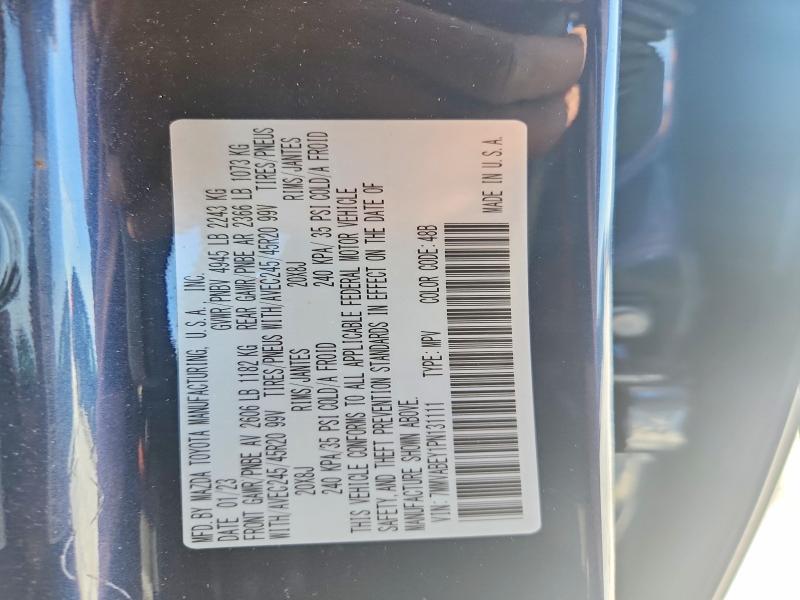 MFD.BY MAZDA TOYOTA MANUFACTURING, U.S.A., INC.
DATE 01/23 GVWR/PNBV 4945 LB 2243 KG
FRONT GAWR/PNBE AV 2606 LB 1182 KG REAR GAWR/PNBE AR 2366 LB 1073 KG
WITH/AVEC245/45R20 99V TIRES/PNEUS WITH/AVEC245/45R20 99V TIRES/PNEUS
20X8J RIMS/JANTES 20X8J RIMS/JANTES
240 KPA/35 PSI COLD/A FROID 240 KPA/ 35 PSI COLD/A FROID
THIS VEHICLE CONFORMS TO ALL APPLICABLE FEDERAL MOTOR VEHICLE
SAFETY,AND THEFT PREVENTION STANDARDS IN EFFECT ON THE DATE OF
MANUFACTURE SHOWN ABOVE.
VIN: 7MMVABEY1PN131111 TYPE: MPV COLOR CODE: 48B
MADE IN U.S.A.